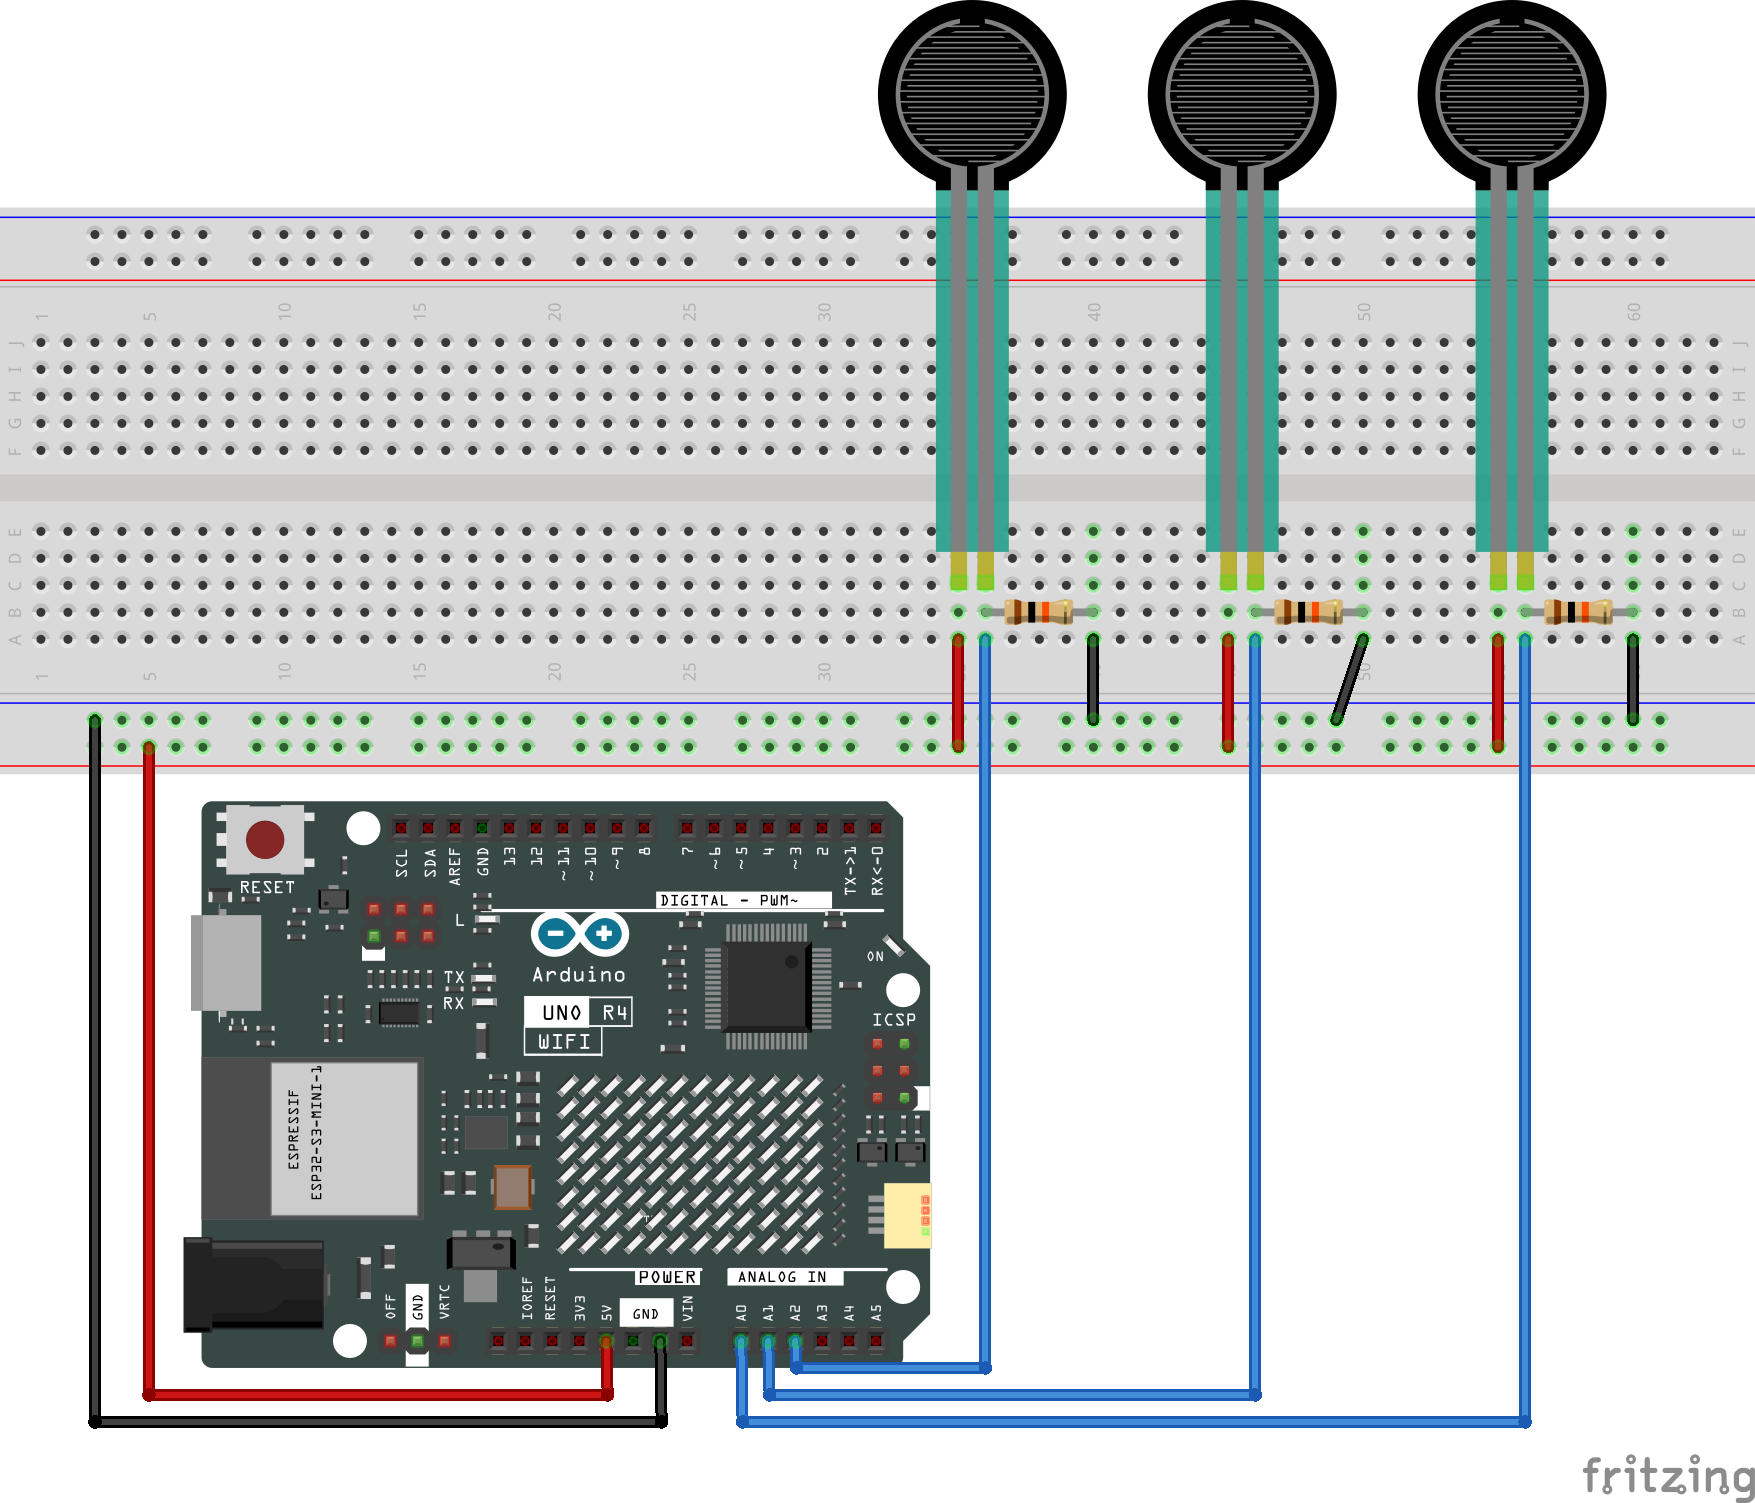 1 5 10 15 20 25 30 40 50 60
J J
I I
H H
G G
F F
E E
D D
C C
B B
A A
1 5 10 15 20 25 30 50
SCL SDA AREF GND 13 12 ~11 ~10 ~9 8 7 ~6 ~5 4 ~3 2 TX->1 RX<-0
RESET
DIGITAL - PWM~
L
ON
Arduino
TX
RX
UNO R4
WIFI
ICSP
ESPRESSIF
ESP32-S3-MINI-1
POWER ANALOG IN
OFF GND VRTC IOREF RESET 3V3 5V GND VIN A0 A1 A2 A3 A4 A5
fritzing